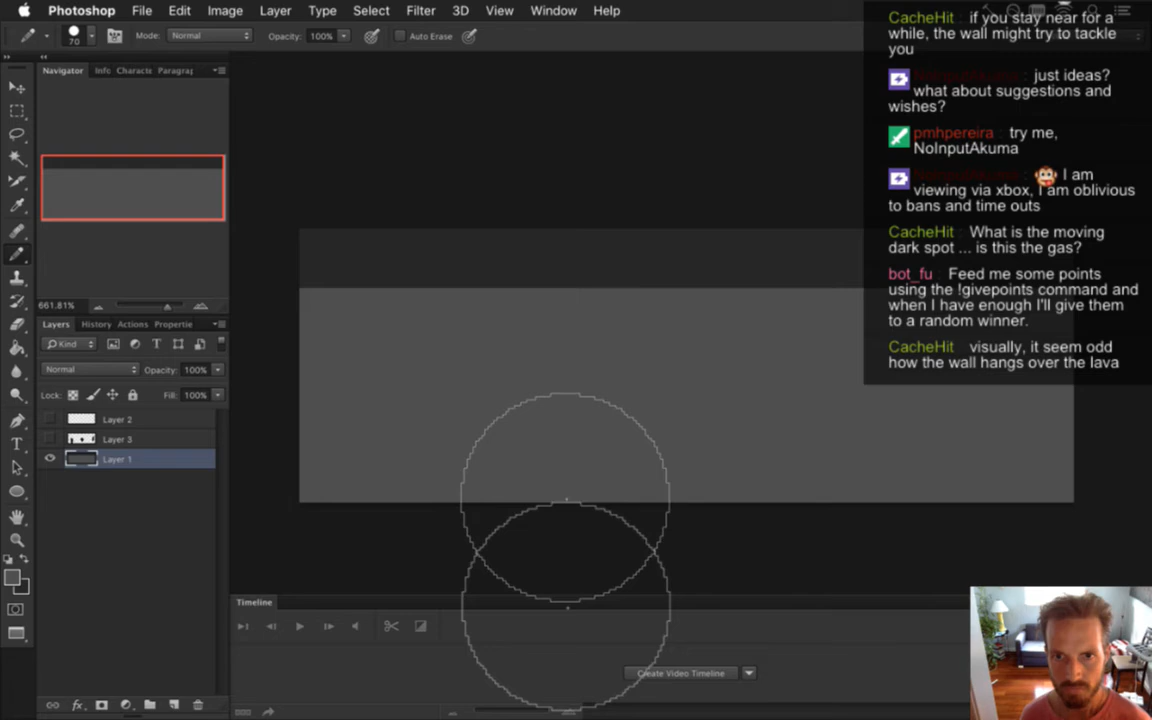 Photoshop File Edit Image Layer Type Select Filter 3D View Window Help
70 Mode: Normal Opacity: 100% Auto Erase
Navigator Info Characte Paragra
661.81%
Layers History Actions Propertie
Kind
Normal Opacity: 100%
Lock: Fill: 100%
Layer 2
Layer 3
Layer 1
Timeline
Create Video Timeline
CacheHit : if you stay near for a
while, the wall might try to tackle
you
: just ideas?
what about suggestions and
wishes?
pmhpereira : try me,
NoInputAkuma
: I am
viewing via xbox, I am oblivious
to bans and time outs
CacheHit : What is the moving
dark spot ... is this the gas?
bot_fu : Feed me some points
using the !givepoints command and
when I have enough I'll give them
to a random winner.
CacheHit : visually, it seem odd
how the wall hangs over the lava